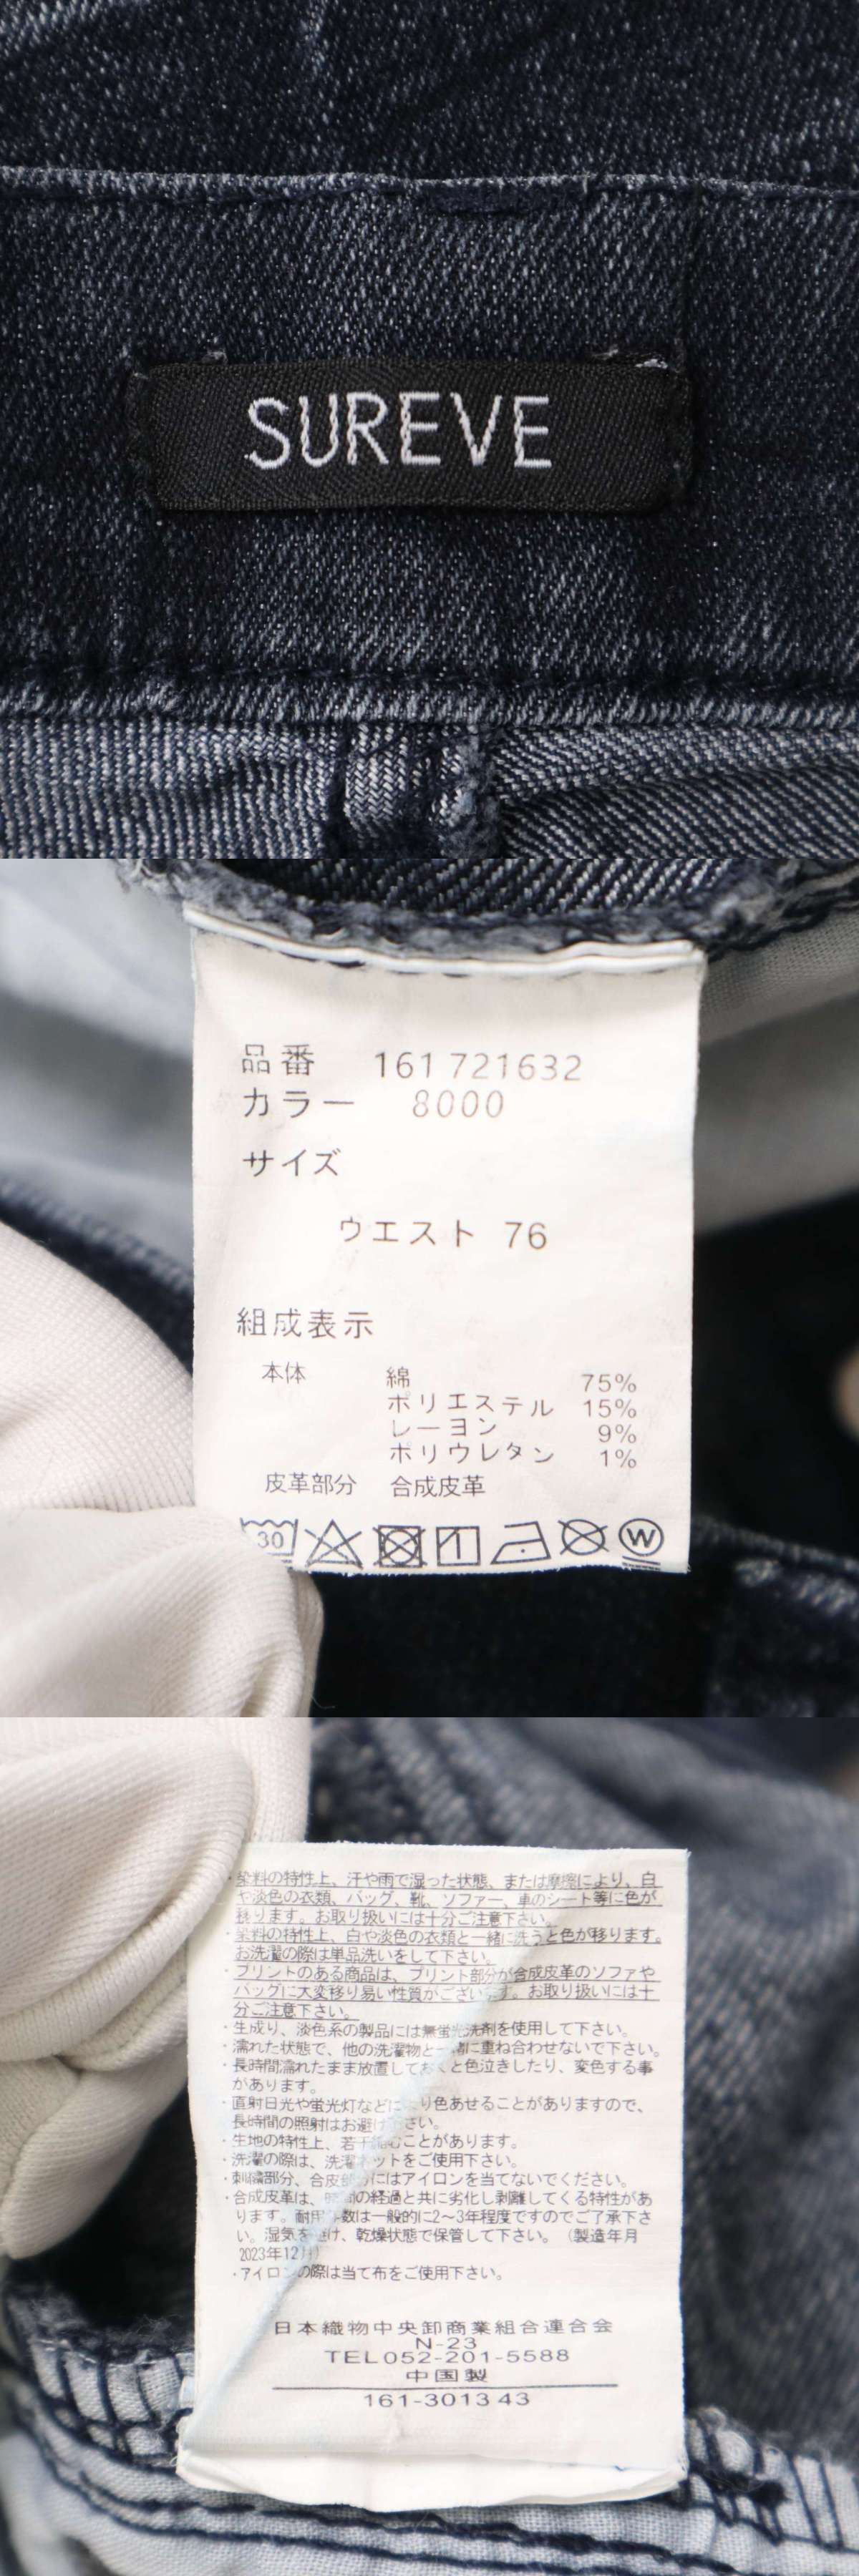 SUREVE
品番 161 721632
カラー 8000
サイズ
ウエスト 76
組成表示
本体 綿 75%
ポリエステル 15%
レーヨン 9%
ポリウレタン 1%
皮革部分 合成皮革
30 W
・染料の特性上、汗や雨で湿った状態、または摩擦により、白
や淡色の衣類、バッグ、靴、ソファー、車のシート等に色が
移ります。お取り扱いには十分ご注意下さい。
・染料の特性上、白や淡色の衣類と一緒に洗うと色が移ります。
お洗濯の際は単品洗いをして下さい。
・プリントのある商品は、プリント部分が合成皮革のソファや
バッグに大変移り易い性質がございます。お取り扱いには十
分ご注意下さい。
・生成り、淡色系の製品には無蛍光洗剤を使用して下さい。
・濡れた状態で、他の洗濯物と一緒に重ね合わせないで下さい。
・長時間濡れたまま放置しておくと色泣きしたり、変色する事
があります。
・直射日光や蛍光灯などにより色あせることがありますので、
長時間の照射はお避け下さい。
・生地の特性上、若干縮むことがあります。
・洗濯の際は、洗濯ネットをご使用下さい。
・刺繍部分、合皮部分にはアイロンを当てないでください。
・合成皮革は、時間の経過と共に劣化し剥離してくる特性があ
ります。耐用年数は一般的に2～3年程度ですのでご了承下さ
い。湿気を避け、乾燥状態で保管して下さい。（製造年月
2023年12月）
・アイロンの際は当て布をご使用下さい。
日本織物中央卸商業組合連合会
N-23
TEL052-201-5588
中国製
161-3013 43